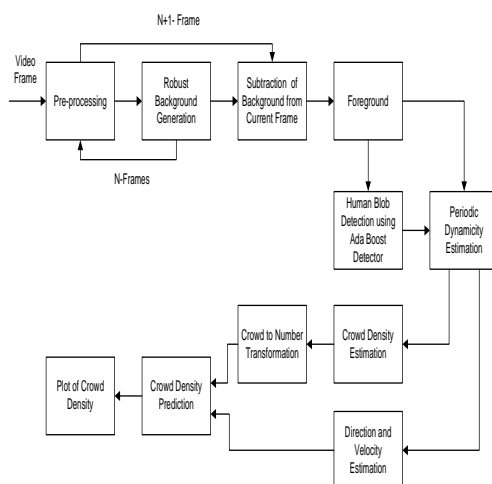 N+1- Frame
Video
Frame
Pre-processing
Robust
Background
Generation
Subtraction of
Background from
Current Frame
Foreground
N-Frames
Human Blob
Detection using
Ada Boost
Detector
Periodic
Dynamicity
Estimation
Crowd to Number
Transformation
Crowd Density
Estimation
Plot of Crowd
Density
Crowd Density
Prediction
Direction and
Velocity
Estimation